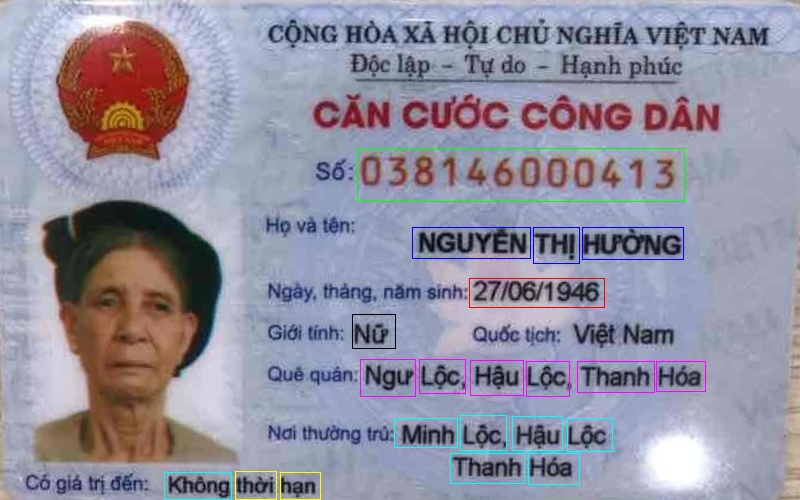 CỘNG HÒA XÃ HỘI CHỦ NGHĨA VIỆT NAM
Độc lập - Tự do - Hạnh phúc
CĂN CƯỚC CÔNG DÂN
Số: 038146000413
Họ và tên:
NGUYỄN THỊ HƯỜNG
Ngày, tháng, năm sinh: 27/06/1946
Giới tính: Nữ Quốc tịch: Việt Nam
Quê quán: Ngư Lộc, Hậu Lộc, Thanh Hóa
Nơi thường trú: Minh Lộc, Hậu Lộc
Thanh Hóa
Có giá trị đến: Không thời hạn